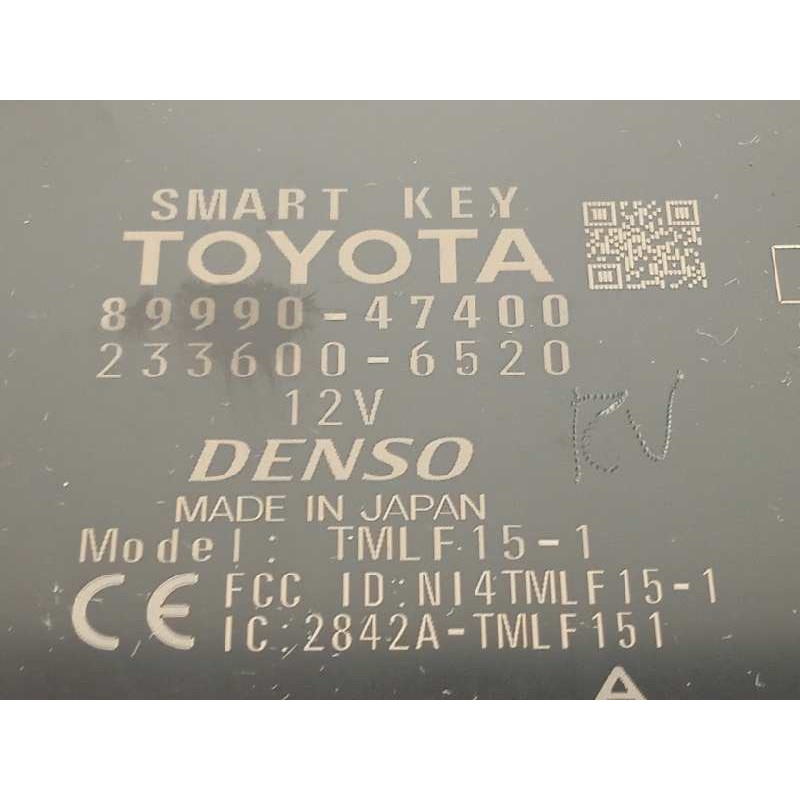 SMART KEY
TOYOTA
89990-47400
233600-6520
12V
RV
DENSO
MADE IN JAPAN
Model: TMLF15-1
CE FCC ID:NI4TMLF15-1
IC:2842A-TMLF151
A